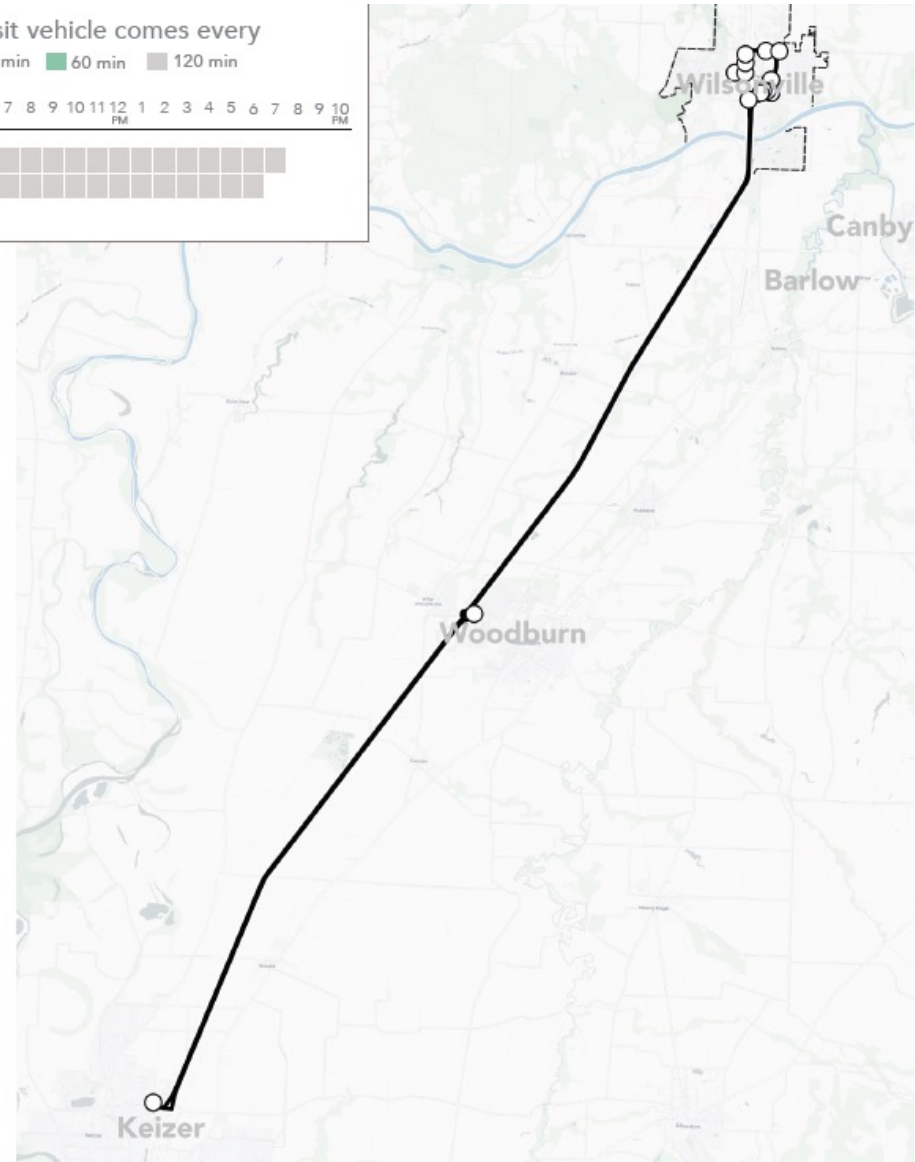 sit vehicle comes every
min 60 min 120 min
7 8 9 10 11 12 1 2 3 4 5 6 7 8 9 10
PM PM
Wilsonville
Canby
Barlow
Woodburn
Keizer